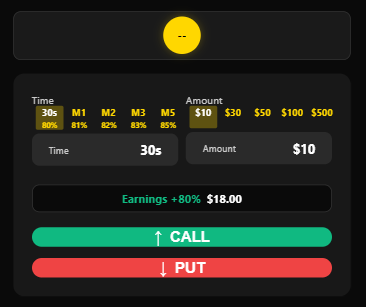 --
Time Amount
30s M1 M2 M3 M5 $10 $30 $50 $100 $500
80% 81% 82% 83% 85%
Time 30s Amount $10
Earnings +80% $18.00
↑ CALL
↓ PUT